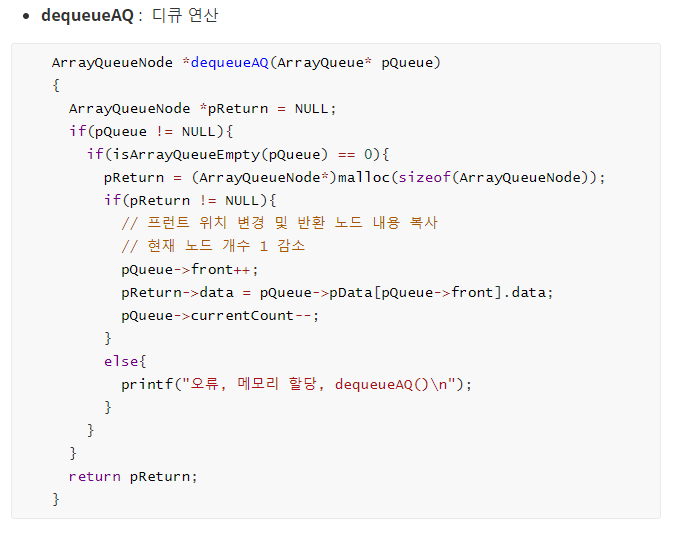 dequeueAQ : 디큐 연산
ArrayQueueNode *dequeueAQ(ArrayQueue* pQueue)
{
  ArrayQueueNode *pReturn = NULL;
  if(pQueue != NULL){
    if(isArrayQueueEmpty(pQueue) == 0){
      pReturn = (ArrayQueueNode*)malloc(sizeof(ArrayQueueNode));
      if(pReturn != NULL){
        // 프런트 위치 변경 및 반환 노드 내용 복사
        // 현재 노드 개수 1 감소
        pQueue->front++;
        pReturn->data = pQueue->pData[pQueue->front].data;
        pQueue->currentCount--;
      }
      else{
        printf("오류, 메모리 할당, dequeueAQ()\n");
      }
    }
  }
  return pReturn;
}